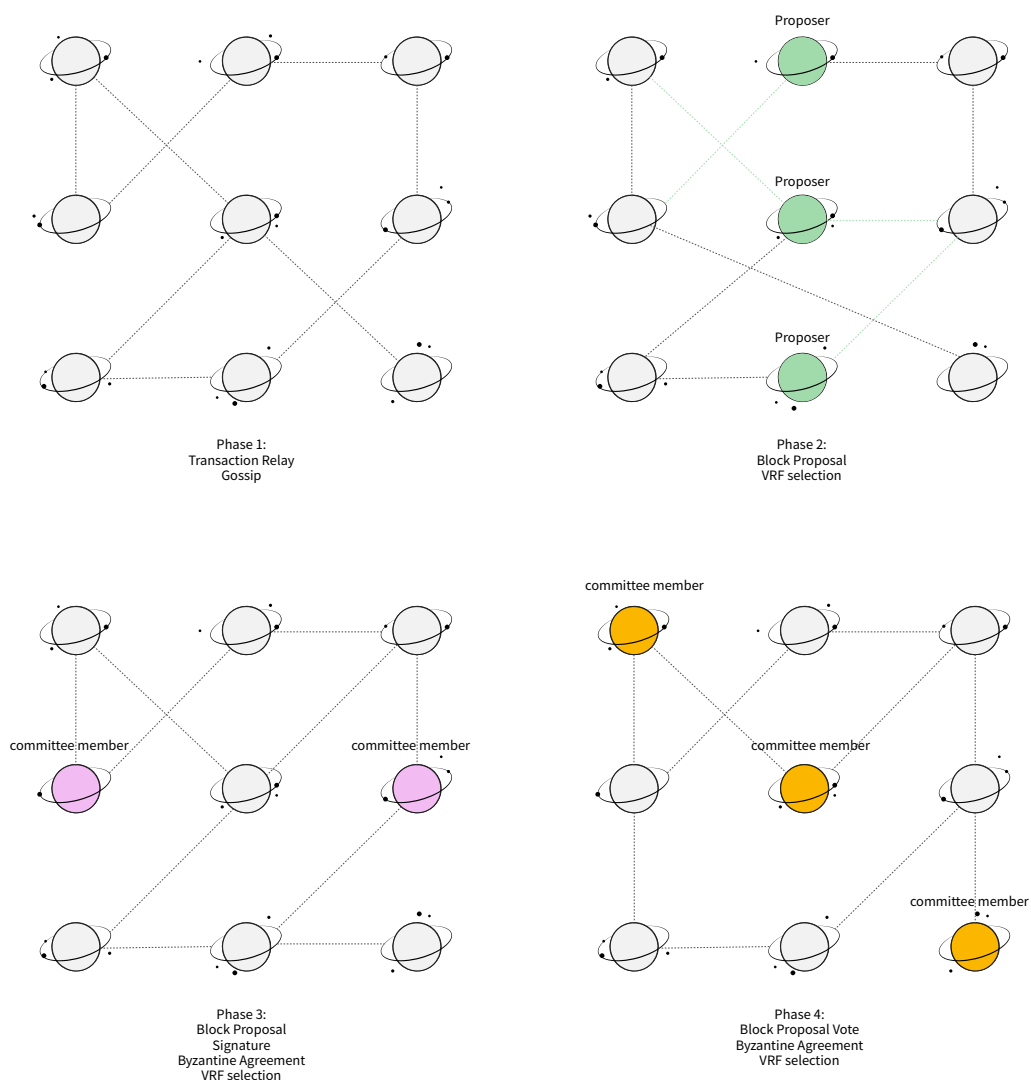 Proposer
Proposer
Proposer
Phase 1:
Transaction Relay
Gossip
Phase 2:
Block Proposal
VRF selection
committee member
committee member
committee member
committee member
committee member
Phase 3:
Block Proposal
Signature
Byzantine Agreement
VRF selection
Phase 4:
Block Proposal Vote
Byzantine Agreement
VRF selection